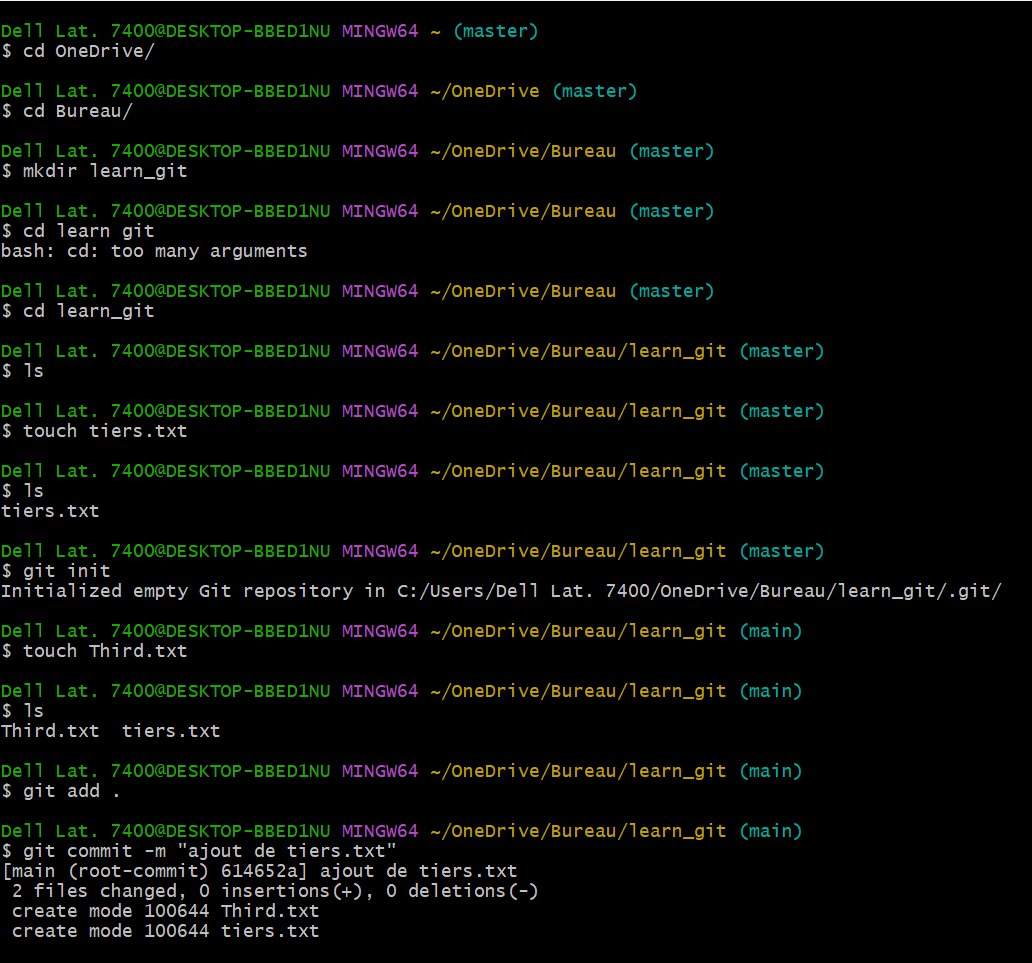 Dell Lat. 7400@DESKTOP-BBED1NU MINGW64 ~ (master)
$ cd OneDrive/
Dell Lat. 7400@DESKTOP-BBED1NU MINGW64 ~/OneDrive (master)
$ cd Bureau/
Dell Lat. 7400@DESKTOP-BBED1NU MINGW64 ~/OneDrive/Bureau (master)
$ mkdir learn_git
Dell Lat. 7400@DESKTOP-BBED1NU MINGW64 ~/OneDrive/Bureau (master)
$ cd learn git
bash: cd: too many arguments
Dell Lat. 7400@DESKTOP-BBED1NU MINGW64 ~/OneDrive/Bureau (master)
$ cd learn_git
Dell Lat. 7400@DESKTOP-BBED1NU MINGW64 ~/OneDrive/Bureau/learn_git (master)
$ ls
Dell Lat. 7400@DESKTOP-BBED1NU MINGW64 ~/OneDrive/Bureau/learn_git (master)
$ touch tiers.txt
Dell Lat. 7400@DESKTOP-BBED1NU MINGW64 ~/OneDrive/Bureau/learn_git (master)
$ ls
tiers.txt
Dell Lat. 7400@DESKTOP-BBED1NU MINGW64 ~/OneDrive/Bureau/learn_git (master)
$ git init
Initialized empty Git repository in C:/Users/Dell Lat. 7400/OneDrive/Bureau/learn_git/.git/
Dell Lat. 7400@DESKTOP-BBED1NU MINGW64 ~/OneDrive/Bureau/learn_git (main)
$ touch Third.txt
Dell Lat. 7400@DESKTOP-BBED1NU MINGW64 ~/OneDrive/Bureau/learn_git (main)
$ ls
Third.txt  tiers.txt
Dell Lat. 7400@DESKTOP-BBED1NU MINGW64 ~/OneDrive/Bureau/learn_git (main)
$ git add .
Dell Lat. 7400@DESKTOP-BBED1NU MINGW64 ~/OneDrive/Bureau/learn_git (main)
$ git commit -m "ajout de tiers.txt"
[main (root-commit) 614652a] ajout de tiers.txt
 2 files changed, 0 insertions(+), 0 deletions(-)
 create mode 100644 Third.txt
 create mode 100644 tiers.txt